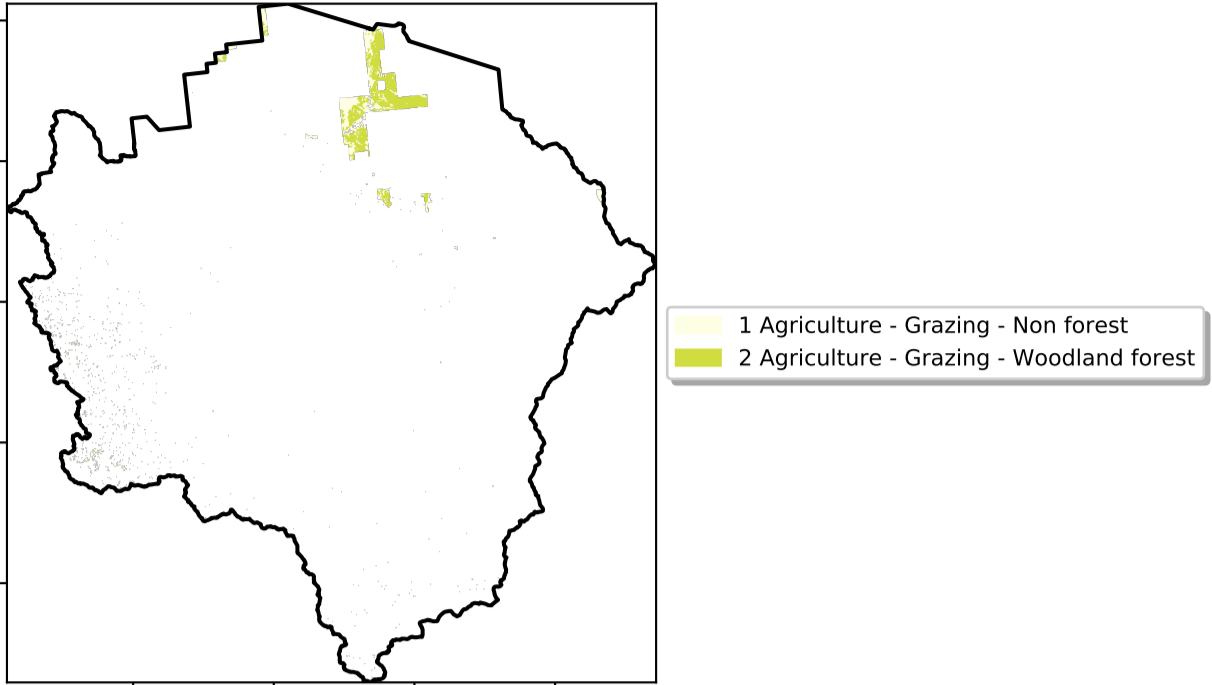 1 Agriculture - Grazing - Non forest
2 Agriculture - Grazing - Woodland forest